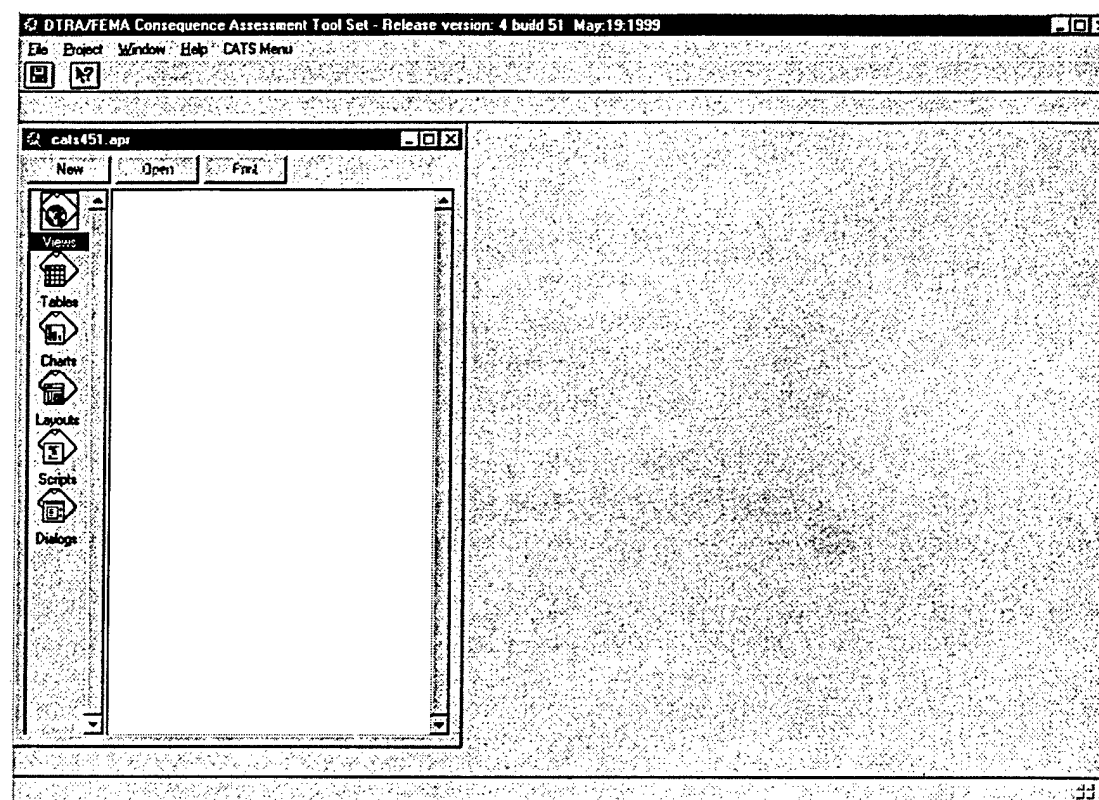 DTRA/FEMA Consequence Assessment Tool Set - Release version: 4 build 51 May:19:1999
File Project Window Help CATS Menu
cats451.apr
New Open Print
Views
Tables
Charts
Layouts
Scripts
Dialogs